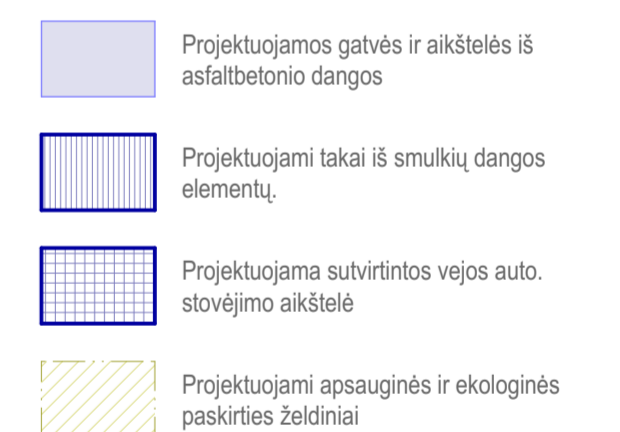 Projektuojamos gatvės ir aikštelės iš
asfaltbetonio dangos
Projektuojami takai iš smulkių dangos
elementų.
Projektuojama sutvirtintos vejos auto.
stovėjimo aikštelė
Projektuojami apsauginės ir ekologinės
paskirties želdiniai